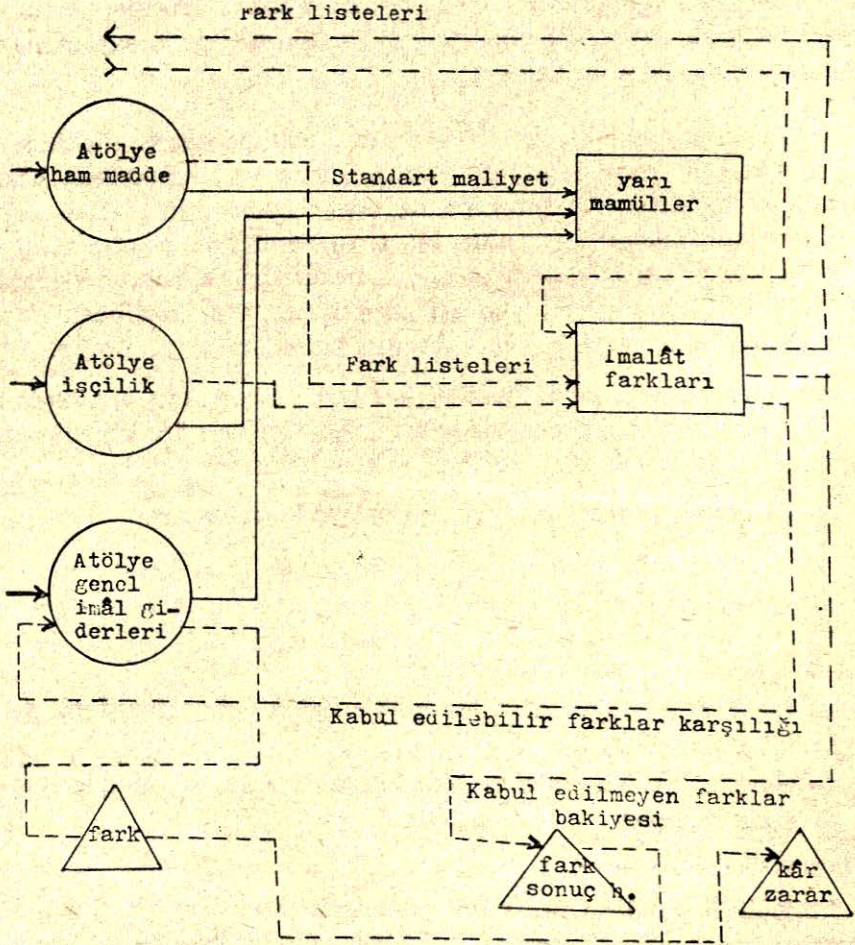 Fark listeleri
Atölye
ham madde
Standart maliyet
yarı
mamüller
Atölye
işçilik
Fark listeleri
imalât
farkları
Atölye
genel
imâl gi-
derleri
Kabul edilebilir farklar karşılığı
Kabul edilmeyen farklar
bakiyesi
fark
fark
sonuç h.
kâr
zarar